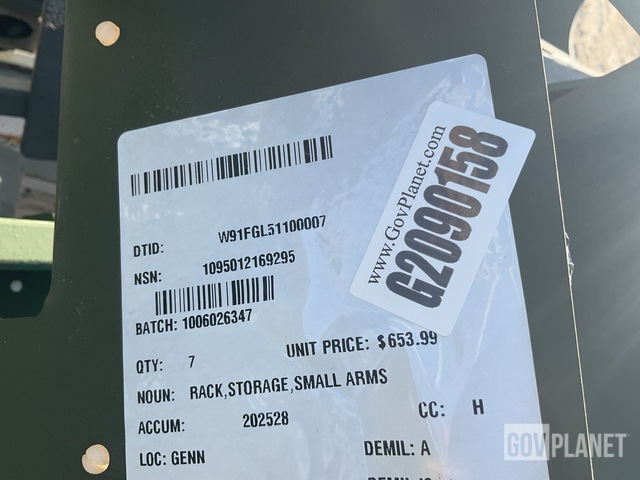 DTID: W91FGL51100007
NSN: 1095012169295
BATCH: 1006026347
QTY: 7 UNIT PRICE: $653.99
NOUN: RACK,STORAGE,SMALL ARMS
ACCUM: 202528 CC: H
LOC: GENN DEMIL: A
www.GovPlanet.com
G2090158
GOVPLANET